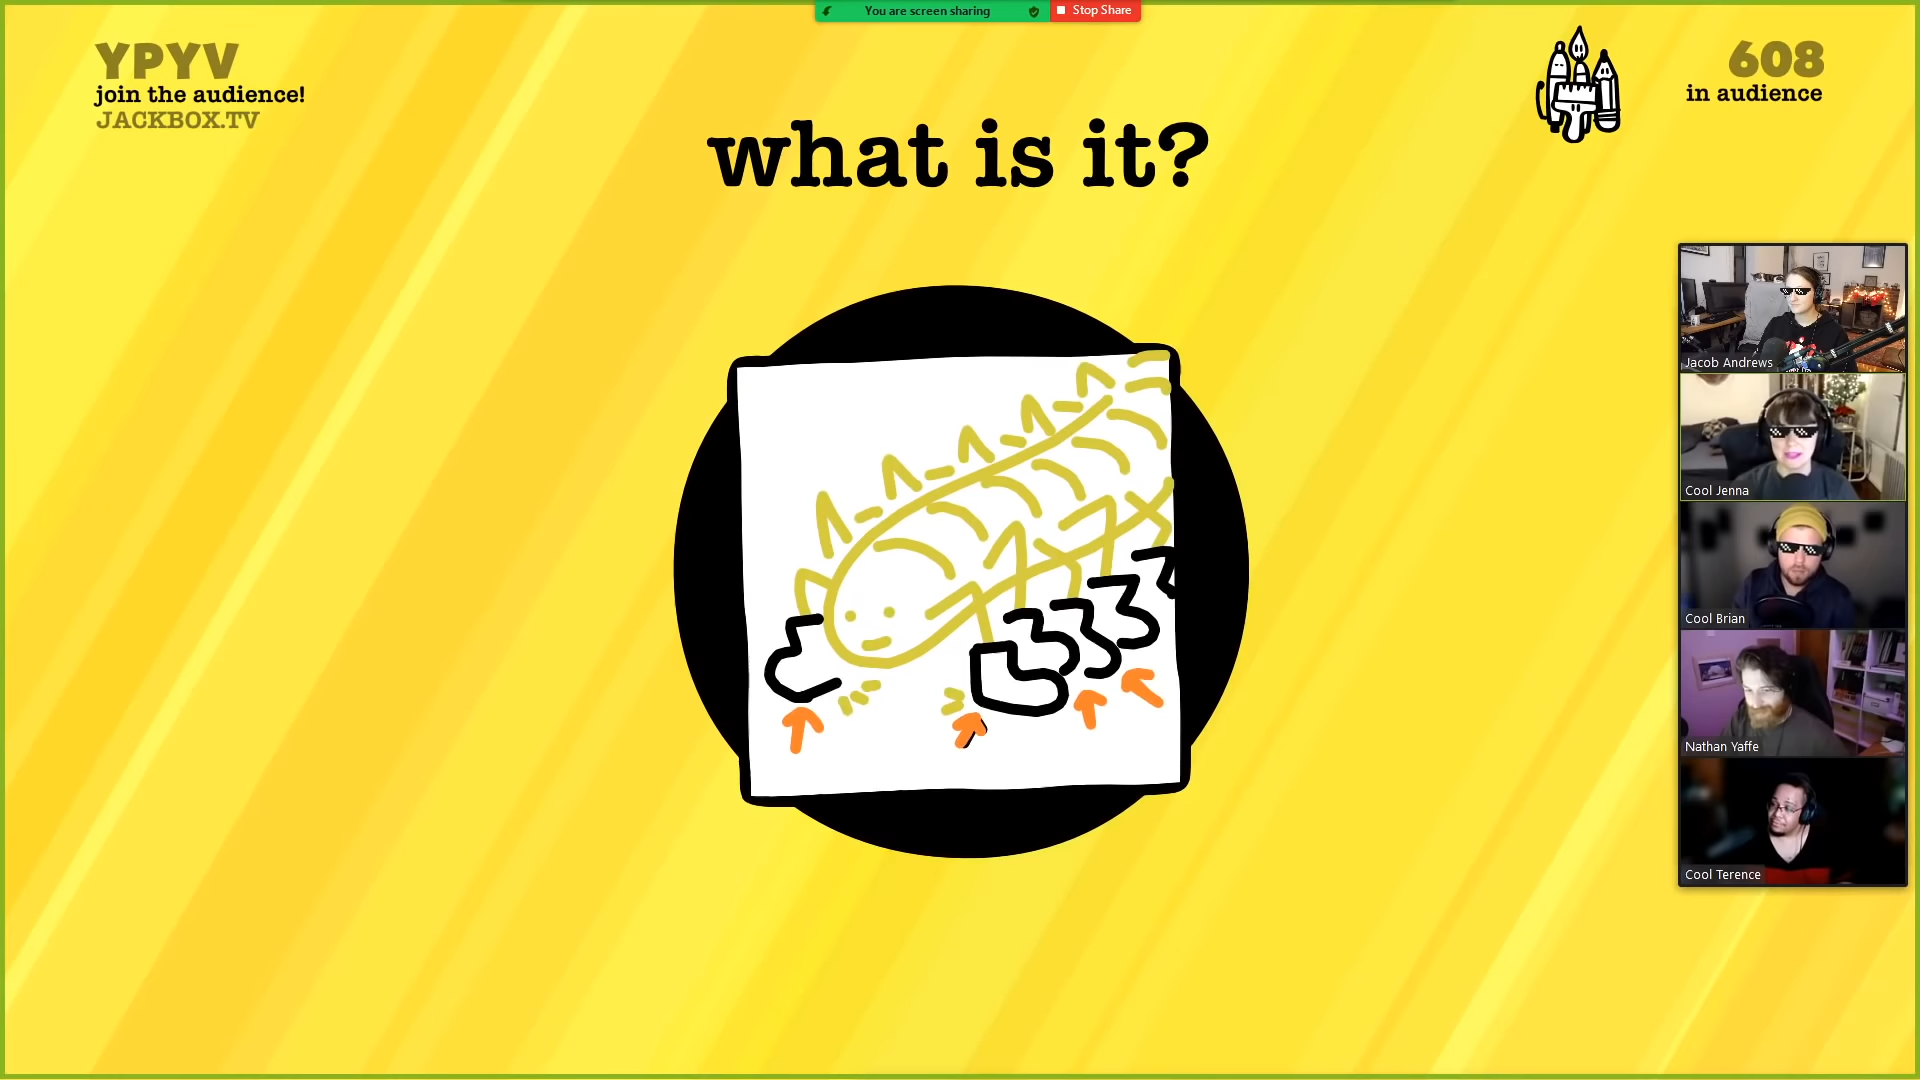 You are screen sharing
Stop Share
YPYV
join the audience!
JACKBOX.TV
608
in audience
what is it?
Jacob Andrews
Cool Jenna
Cool Brian
Nathan Yaffe
Cool Terence